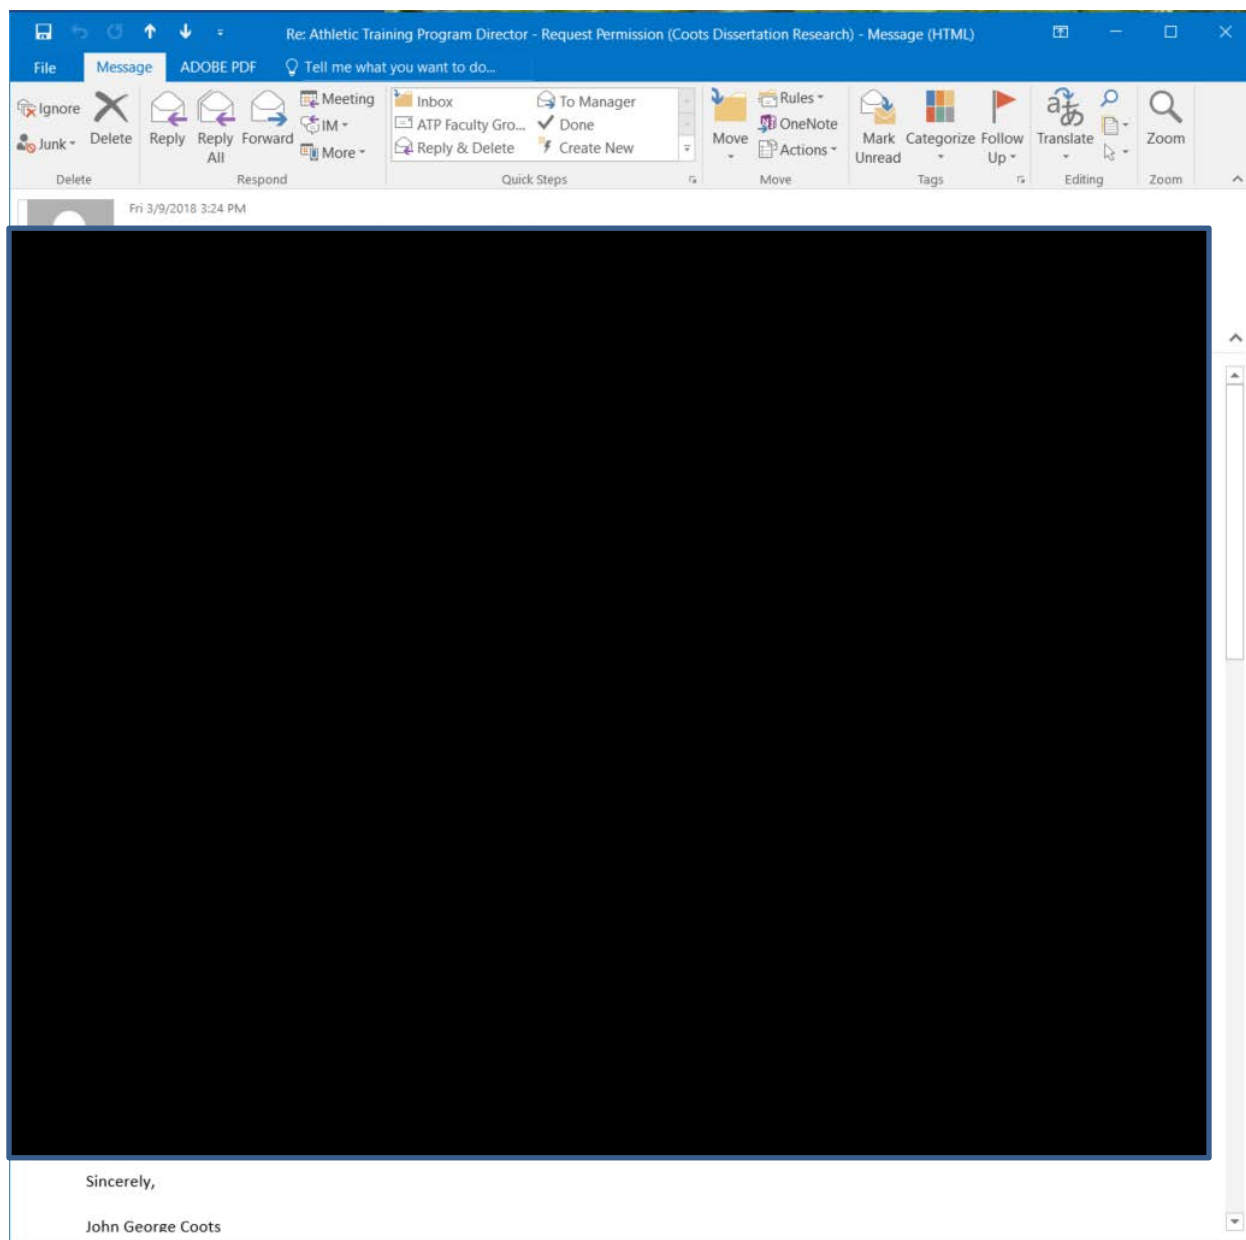 Re: Athletic Training Program Director - Request Permission (Coots Dissertation Research) - Message (HTML)
File Message ADOBE PDF Tell me what you want to do...
Ignore
Junk
Delete
Reply
Reply All
Forward
Meeting
IM
More
Inbox
ATP Faculty Gro...
Reply & Delete
To Manager
Done
Create New
Move
Rules
OneNote
Actions
Mark Unread
Categorize
Follow Up
Translate
Zoom
Delete Respond Quick Steps Move Tags Editing Zoom
Fri 3/9/2018 3:24 PM
Sincerely,
John George Coots